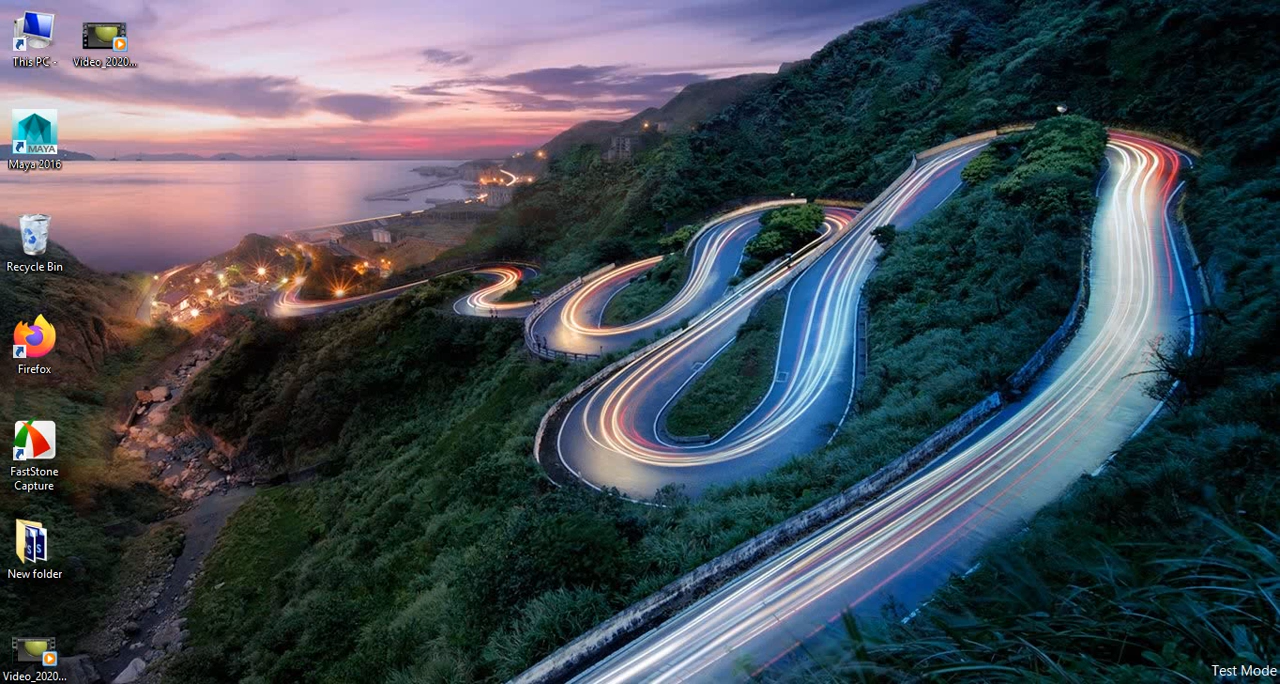 This PC -
Video_2020...
MAYA
Maya 2016
Recycle Bin
Firefox
FastStone
Capture
New folder
Video_2020...
Test Mode